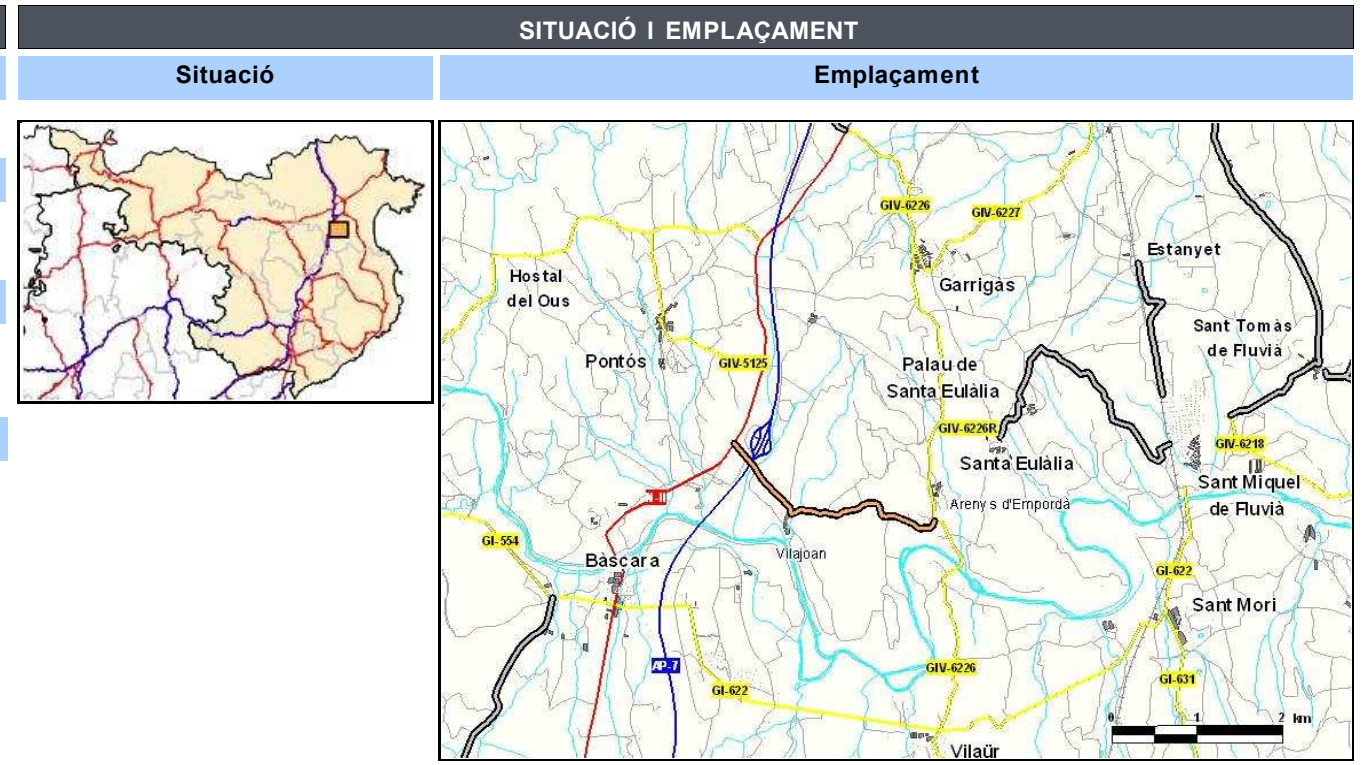 SITUACIÓ I EMPLAÇAMENT
Situació
Emplaçament
GIV-6226
GIV-6227
Estanyet
Hostal
del Ous
Garrigàs
Sant Tomàs
de Fluvià
Pontós
GIV-5125
Palau de
Santa Eulàlia
GIV-6226R
GIV-6218
Santa Eulàlia
Sant Miquel
de Fluvià
N-II
Arenys d'Empordà
GI-554
Vilajoan
Bàscara
GI-622
Sant Mori
AP-7
GIV-6226
GI-622
GI-631
0 1 2 km
Vilaür